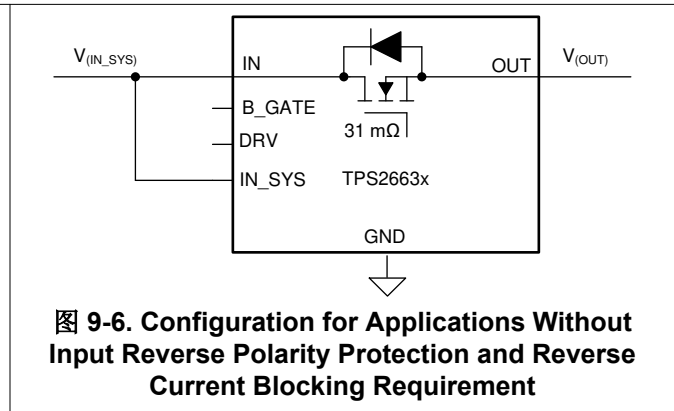 V(IN_SYS)
IN
OUT
V(OUT)
B_GATE
31 mΩ
DRV
IN_SYS
TPS2663x
GND
图 9-6. Configuration for Applications Without
Input Reverse Polarity Protection and Reverse
Current Blocking Requirement